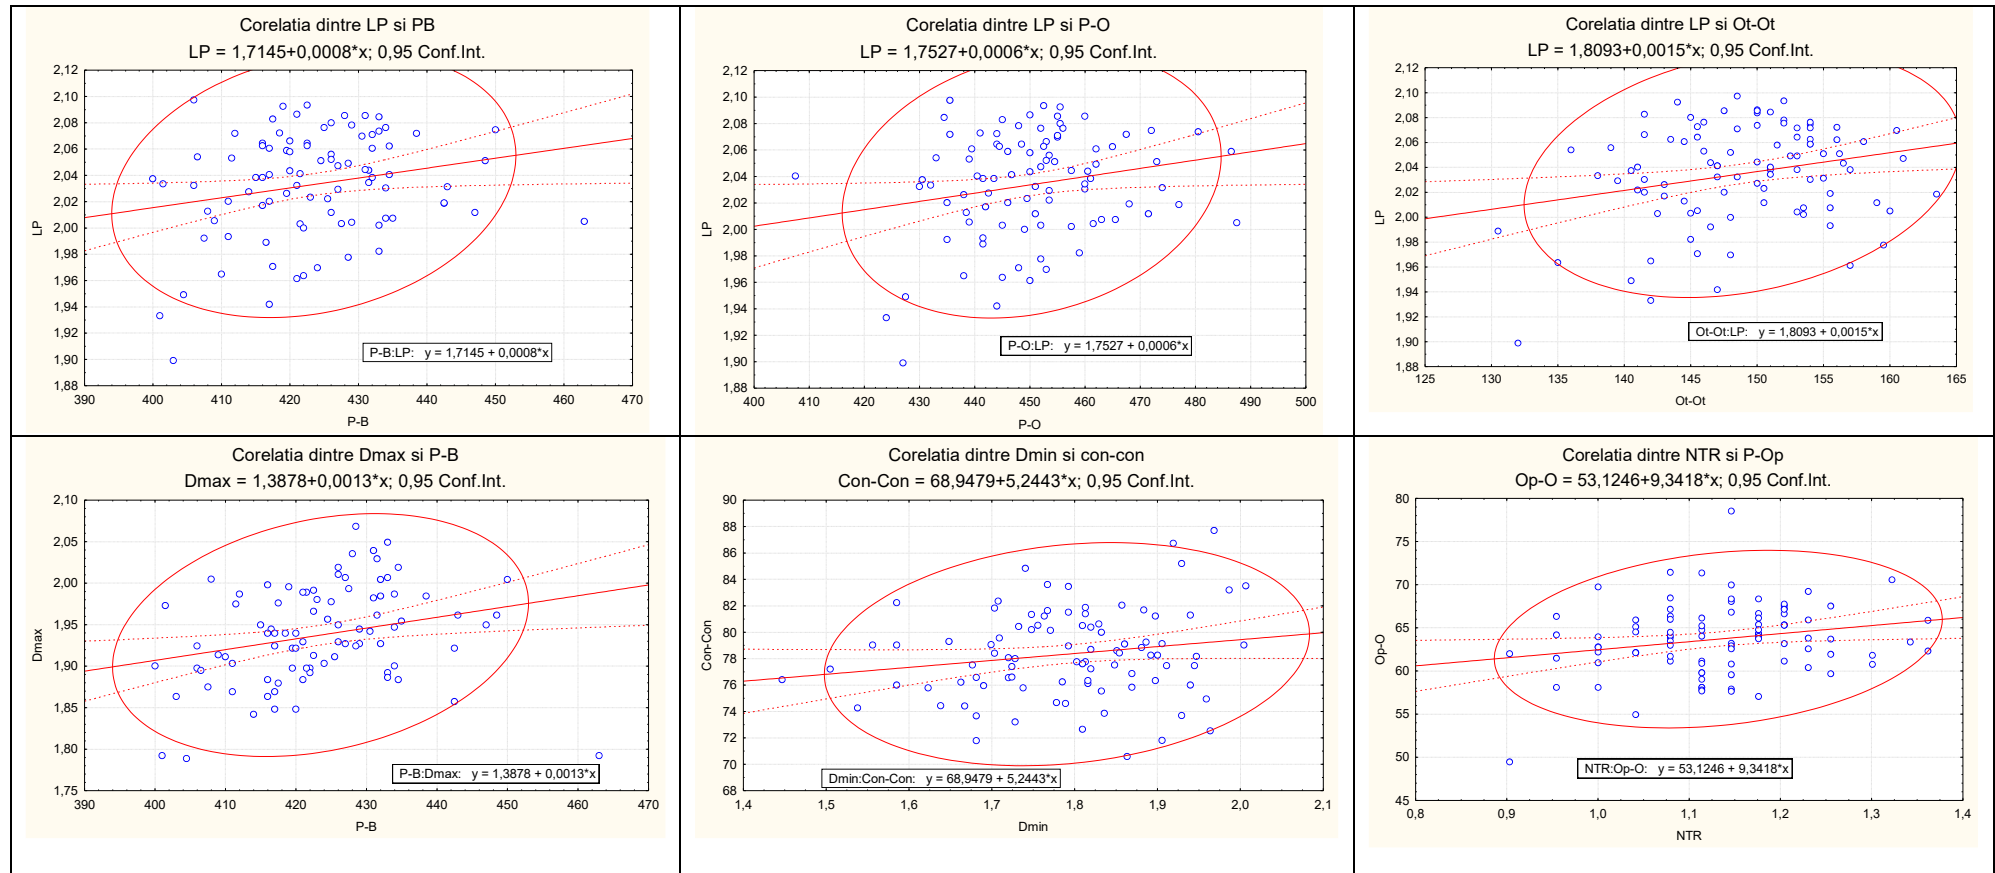 Corelatia dintre LP si PB
LP = 1,7145+0,0008*x; 0,95 Conf.Int.
2,12
2,10
2,08
2,06
2,04
2,02
2,00
1,98
1,96
1,94
1,92
1,90
1,88
LP
P-B:LP: y = 1,7145 + 0,0008*x
390 400 410 420 430 440 450 460 470
P-B
Corelatia dintre LP si P-O
LP = 1,7527+0,0006*x; 0,95 Conf.Int.
2,12
2,10
2,08
2,06
2,04
2,02
2,00
1,98
1,96
1,94
1,92
1,90
1,88
LP
P-O:LP: y = 1,7527 + 0,0006*x
400 410 420 430 440 450 460 470 480 490 500
P-O
Corelatia dintre LP si Ot-Ot
LP = 1,8093+0,0015*x; 0,95 Conf.Int.
2,12
2,10
2,08
2,06
2,04
2,02
2,00
1,98
1,96
1,94
1,92
1,90
1,88
LP
Ot-Ot:LP: y = 1,8093 + 0,0015*x
125 130 135 140 145 150 155 160 165
Ot-Ot
Corelatia dintre Dmax si P-B
Dmax = 1,3878+0,0013*x; 0,95 Conf.Int.
2,10
2,05
2,00
1,95
1,90
1,85
1,80
1,75
Dmax
P-B:Dmax: y = 1,3878 + 0,0013*x
390 400 410 420 430 440 450 460 470
P-B
Corelatia dintre Dmin si con-con
Con-Con = 68,9479+5,2443*x; 0,95 Conf.Int.
90
88
86
84
82
80
78
76
74
72
70
68
Con-Con
Dmin:Con-Con: y = 68,9479 + 5,2443*x
1,4 1,5 1,6 1,7 1,8 1,9 2,0 2,1
Dmin
Corelatia dintre NTR si P-Op
Op-O = 53,1246+9,3418*x; 0,95 Conf.Int.
80
75
70
65
60
55
50
45
Op-O
NTR:Op-O: y = 53,1246 + 9,3418*x
0,8 0,9 1,0 1,1 1,2 1,3 1,4
NTR